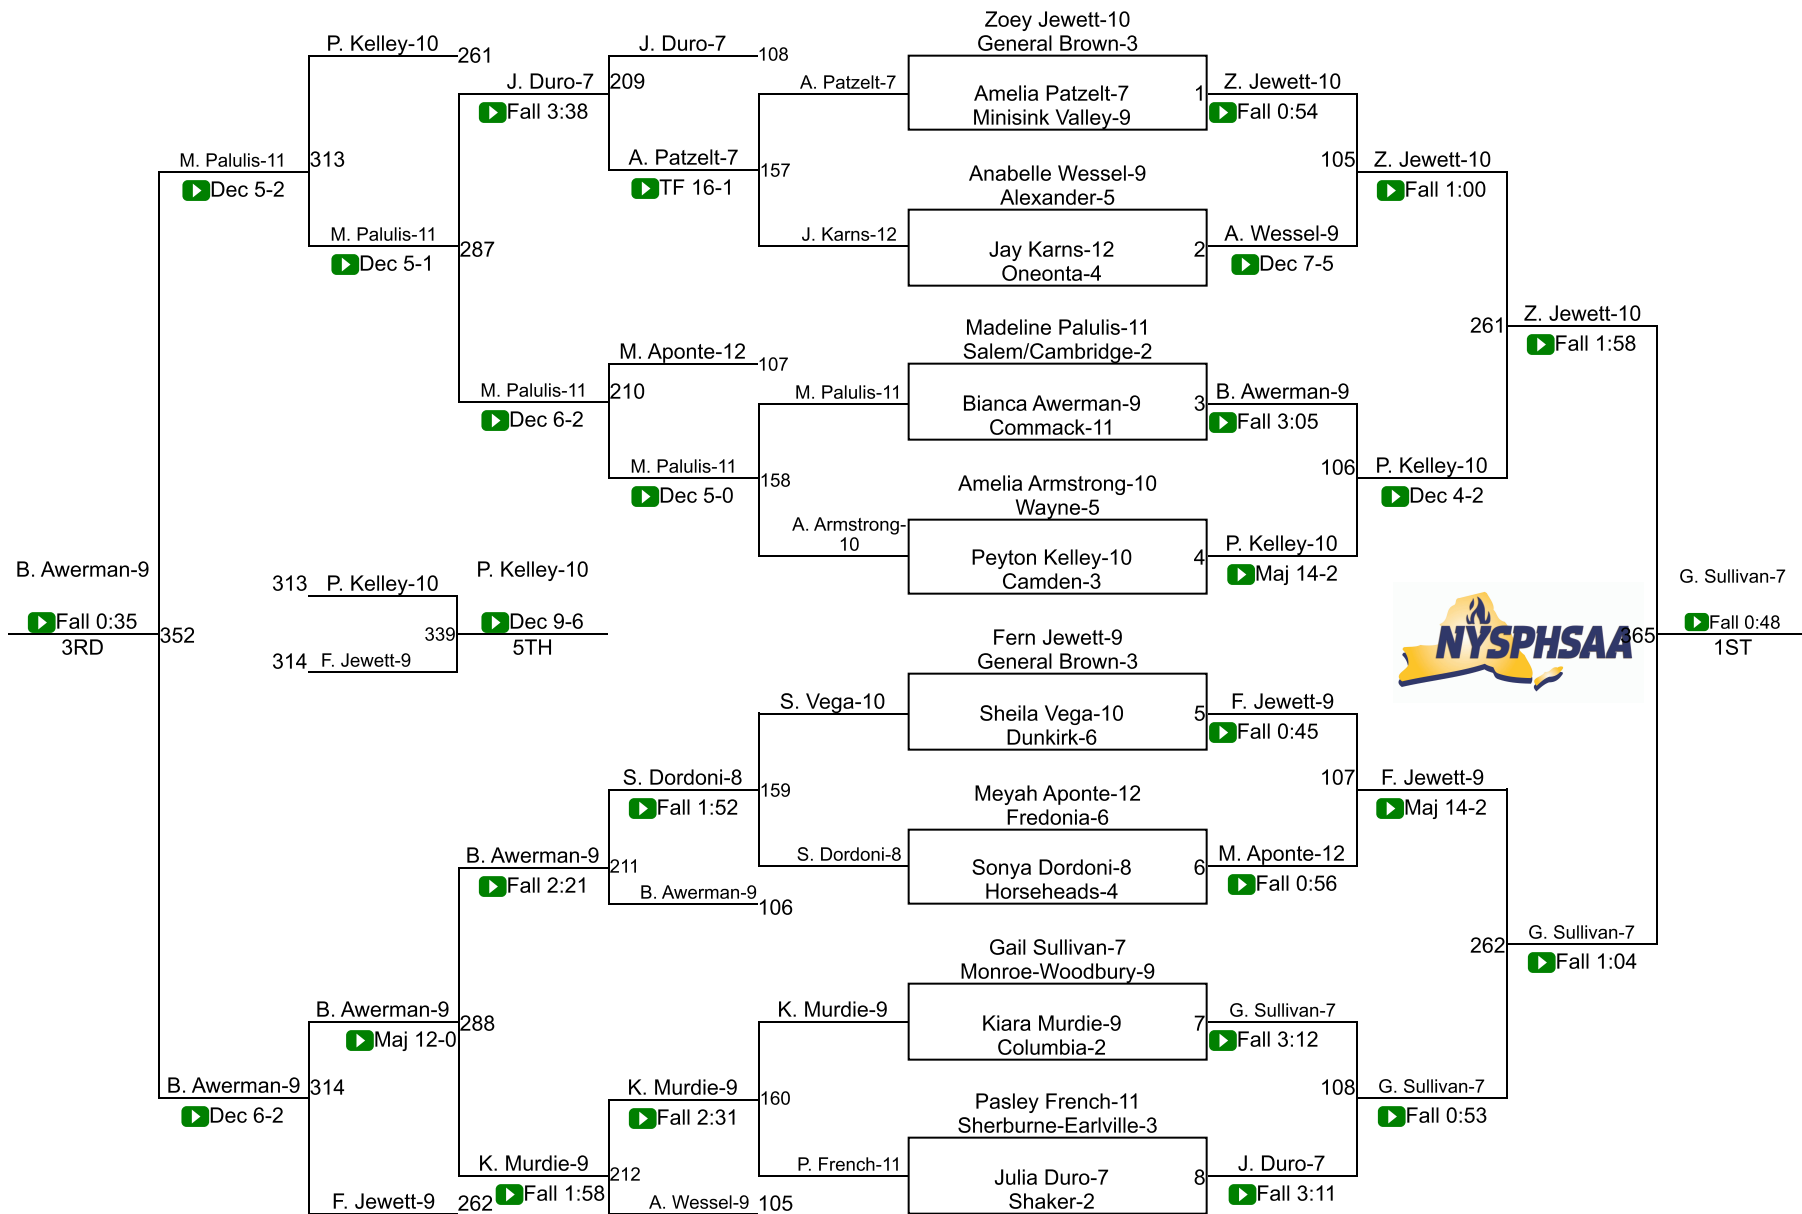 Zoey Jewett-10
General Brown-3
P. Kelley-10
261
J. Duro-7
108
J. Duro-7
209
Fall 3:38
A. Patzelt-7
Amelia Patzelt-7
Minisink Valley-9
1
Z. Jewett-10
Fall 0:54
M. Palulis-11
313
Dec 5-2
A. Patzelt-7
157
TF 16-1
Anabelle Wessel-9
Alexander-5
105
Z. Jewett-10
Fall 1:00
M. Palulis-11
287
Dec 5-1
J. Karns-12
Jay Karns-12
Oneonta-4
2
A. Wessel-9
Dec 7-5
Madeline Palulis-11
Salem/Cambridge-2
261
Z. Jewett-10
Fall 1:58
M. Aponte-12
107
M. Palulis-11
210
Dec 6-2
M. Palulis-11
Bianca Awerman-9
Commack-11
3
B. Awerman-9
Fall 3:05
M. Palulis-11
158
Dec 5-0
Amelia Armstrong-10
Wayne-5
106
P. Kelley-10
Dec 4-2
A. Armstrong-
10
Peyton Kelley-10
Camden-3
4
P. Kelley-10
Maj 14-2
B. Awerman-9
Fall 0:35
3RD
352
313
P. Kelley-10
314
F. Jewett-9
339
P. Kelley-10
Dec 9-6
5TH
NYSPHSAA
365
G. Sullivan-7
Fall 0:48
1ST
Fern Jewett-9
General Brown-3
S. Vega-10
Sheila Vega-10
Dunkirk-6
5
F. Jewett-9
Fall 0:45
S. Dordoni-8
159
Fall 1:52
Meyah Aponte-12
Fredonia-6
107
F. Jewett-9
Maj 14-2
B. Awerman-9
211
Fall 2:21
S. Dordoni-8
Sonya Dordoni-8
Horseheads-4
6
M. Aponte-12
Fall 0:56
B. Awerman-9
106
Gail Sullivan-7
Monroe-Woodbury-9
262
G. Sullivan-7
Fall 1:04
B. Awerman-9
288
Maj 12-0
K. Murdie-9
Kiara Murdie-9
Columbia-2
7
G. Sullivan-7
Fall 3:12
B. Awerman-9
314
Dec 6-2
K. Murdie-9
160
Fall 2:31
Pasley French-11
Sherburne-Earlville-3
108
G. Sullivan-7
Fall 0:53
K. Murdie-9
212
Fall 1:58
P. French-11
Julia Duro-7
Shaker-2
8
J. Duro-7
Fall 3:11
F. Jewett-9
262
A. Wessel-9
105